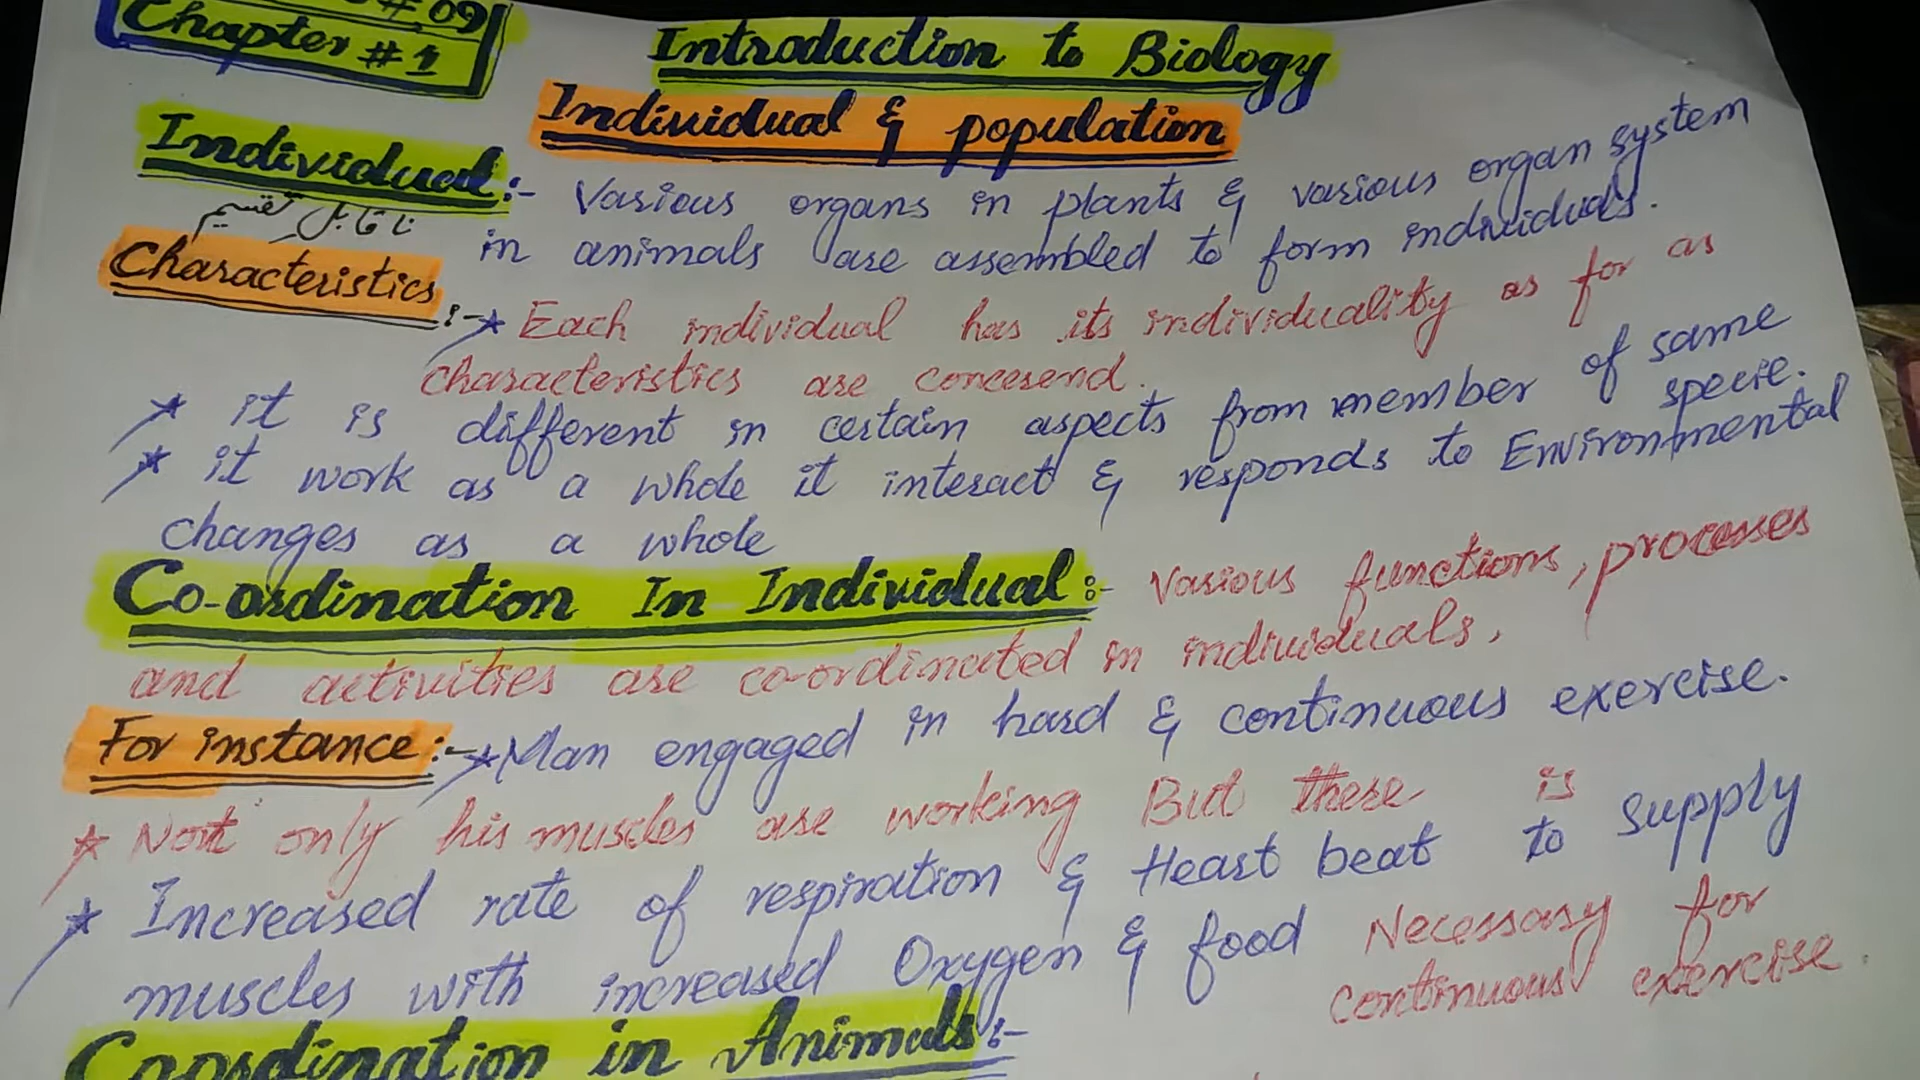 #09
Chapter #1
Introduction to Biology
Individual & population
Individual:- Various organs in plants & various organ system
ناقابل تقسیم
in animals are assembled to form individuals.
Characteristics:- Each individual has its individuality as for as
characteristics are concesend.
it is different in certain aspects from member of same
specie.
it work as a whole it interact & responds to Environmental
changes as a whole
Co-ordination In Individual:- Various functions, processes
and activities are co-ordinated in individuals,
For instance:- Man engaged in hard & continuous exercise.
Not only his muscles are working But there is
Increased rate of respiration & Heart beat to supply
muscles with increased Oxygen & food Necessary for
continuous exercise.
Coordination in Animals:-